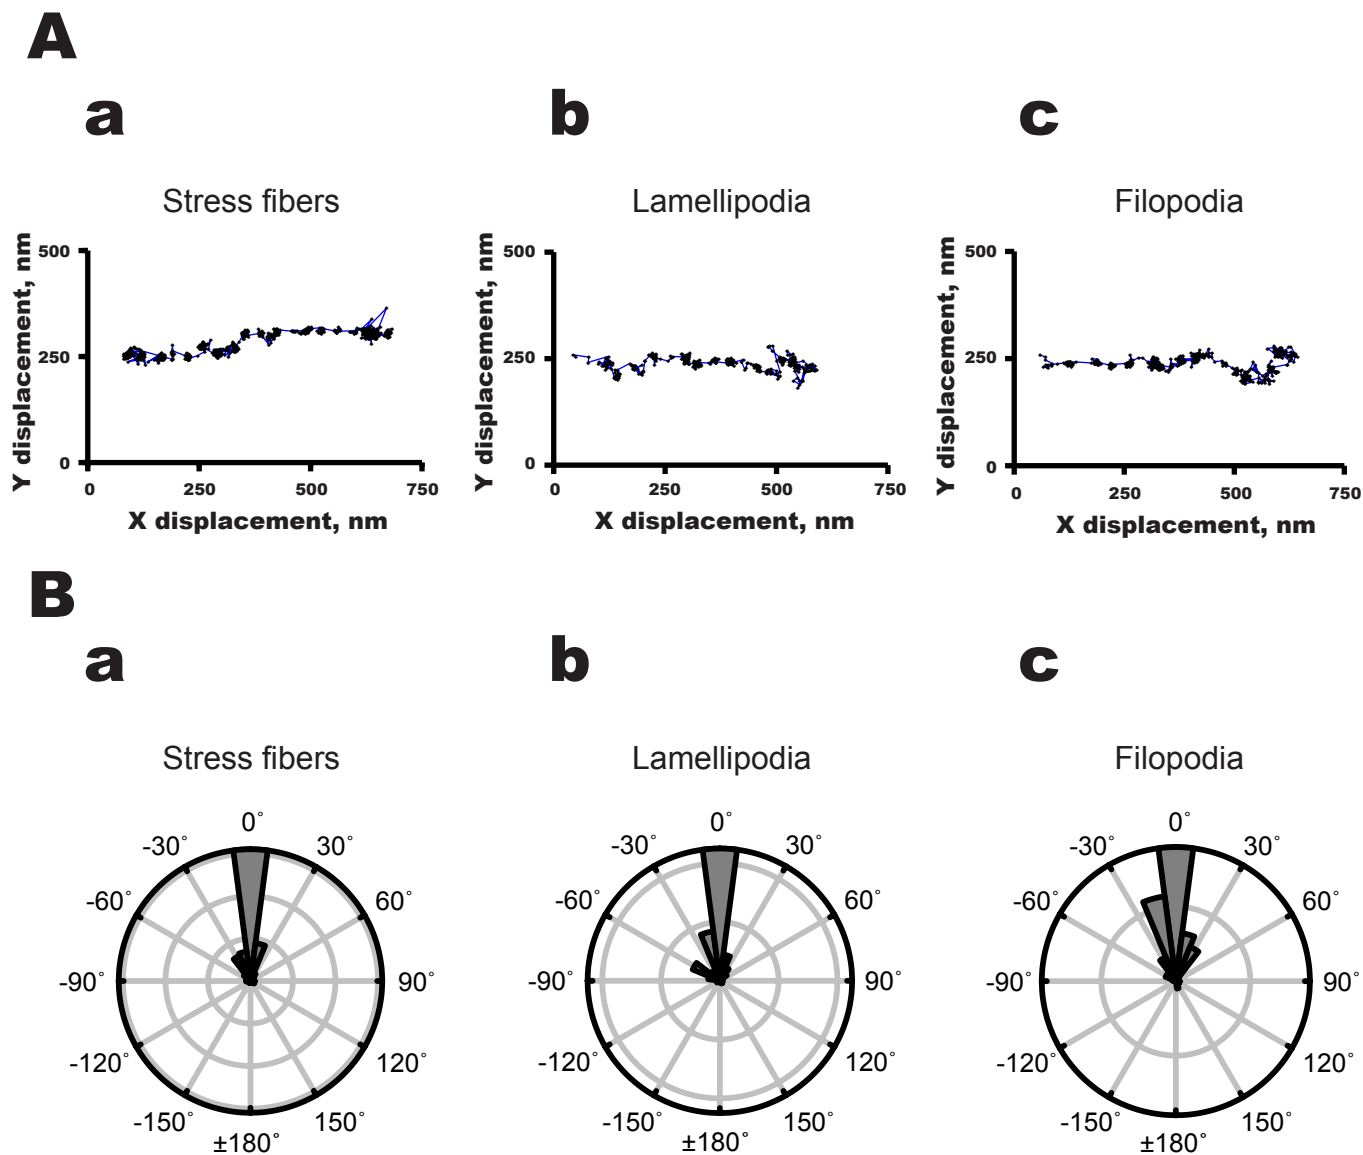 A
a b c
Stress fibers Lamellipodia Filopodia
500 500 500
250 250 250
0 0 0
Y displacement, nm Y displacement, nm Y displacement, nm
0 250 500 750 0 250 500 750 0 250 500 750
X displacement, nm X displacement, nm X displacement, nm
B
a b c
Stress fibers Lamellipodia Filopodia
0° 0° 0°
-30° 30° -30° 30° -30° 30°
-60° 60° -60° 60° -60° 60°
-90° 90° -90° 90° -90° 90°
-120° 120° -120° 120° -120° 120°
-150° 150° -150° 150° -150° 150°
±180° ±180° ±180°